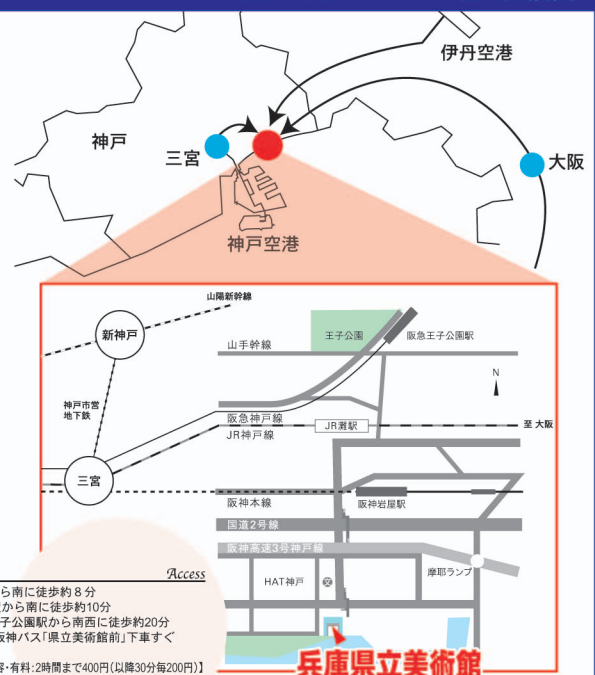 伊丹空港
神戸
三宮
大阪
神戸空港
山陽新幹線
新神戸
王子公園
阪急王子公園駅
山手幹線
N
神戸市営
地下鉄
阪急神戸線
JR灘駅
至 大阪
JR神戸線
三宮
阪神本線
阪神岩屋駅
国道2号線
阪神高速3号神戸線
摩耶ランプ
HAT神戸
文
Access
ら南に徒歩約8分
から南に徒歩約10分
子公園駅から南西に徒歩約20分
阪神バス「県立美術館前」下車すぐ
・有料:2時間まで400円(以降30分毎200円)】
兵庫県立美術館